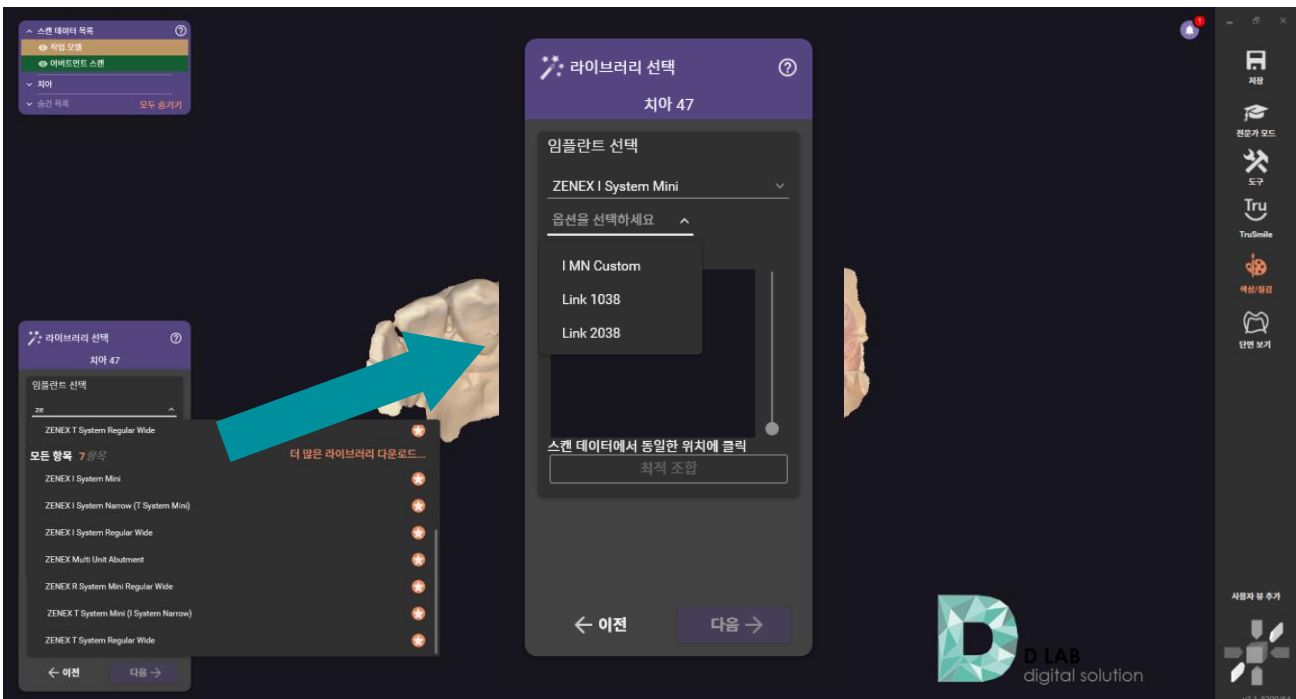 스캔 데이터 목록
작업 모델
어버트먼트 스캔
치아
숨긴 목록 모두 숨기기
라이브러리 선택
치아 47
임플란트 선택
ze
ZENEX T System Regular Wide
모든 항목 7항목 더 많은 라이브러리 다운로드...
ZENEX I System Mini
ZENEX I System Narrow (T System Mini)
ZENEX I System Regular Wide
ZENEX Multi Unit Abutment
ZENEX R System Mini Regular Wide
ZENEX T System Mini (I System Narrow)
ZENEX T System Regular Wide
이전 다음
라이브러리 선택
치아 47
임플란트 선택
ZENEX I System Mini
옵션을 선택하세요
I MN Custom
Link 1038
Link 2038
스캔 데이터에서 동일한 위치에 클릭
최적 조합
이전 다음
1
저장
전문가 모드
도구
Tru
TruSmile
색상/질감
단면 보기
사용자 뷰 추가
D LAB
digital solution